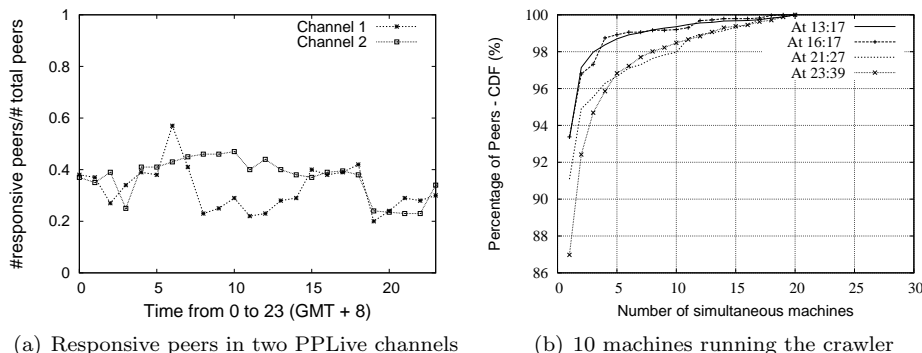 #responsive peers/# total peers
1
0.8
0.6
0.4
0.2
0
0 5 10 15 20
Time from 0 to 23 (GMT + 8)
Channel 1
Channel 2
(a) Responsive peers in two PPLive channels
Percentage of Peers - CDF (%)
100
98
96
94
92
90
88
86
0 5 10 15 20 25 30
Number of simultaneous machines
At 13:17
At 16:17
At 21:27
At 23:39
(b) 10 machines running the crawler